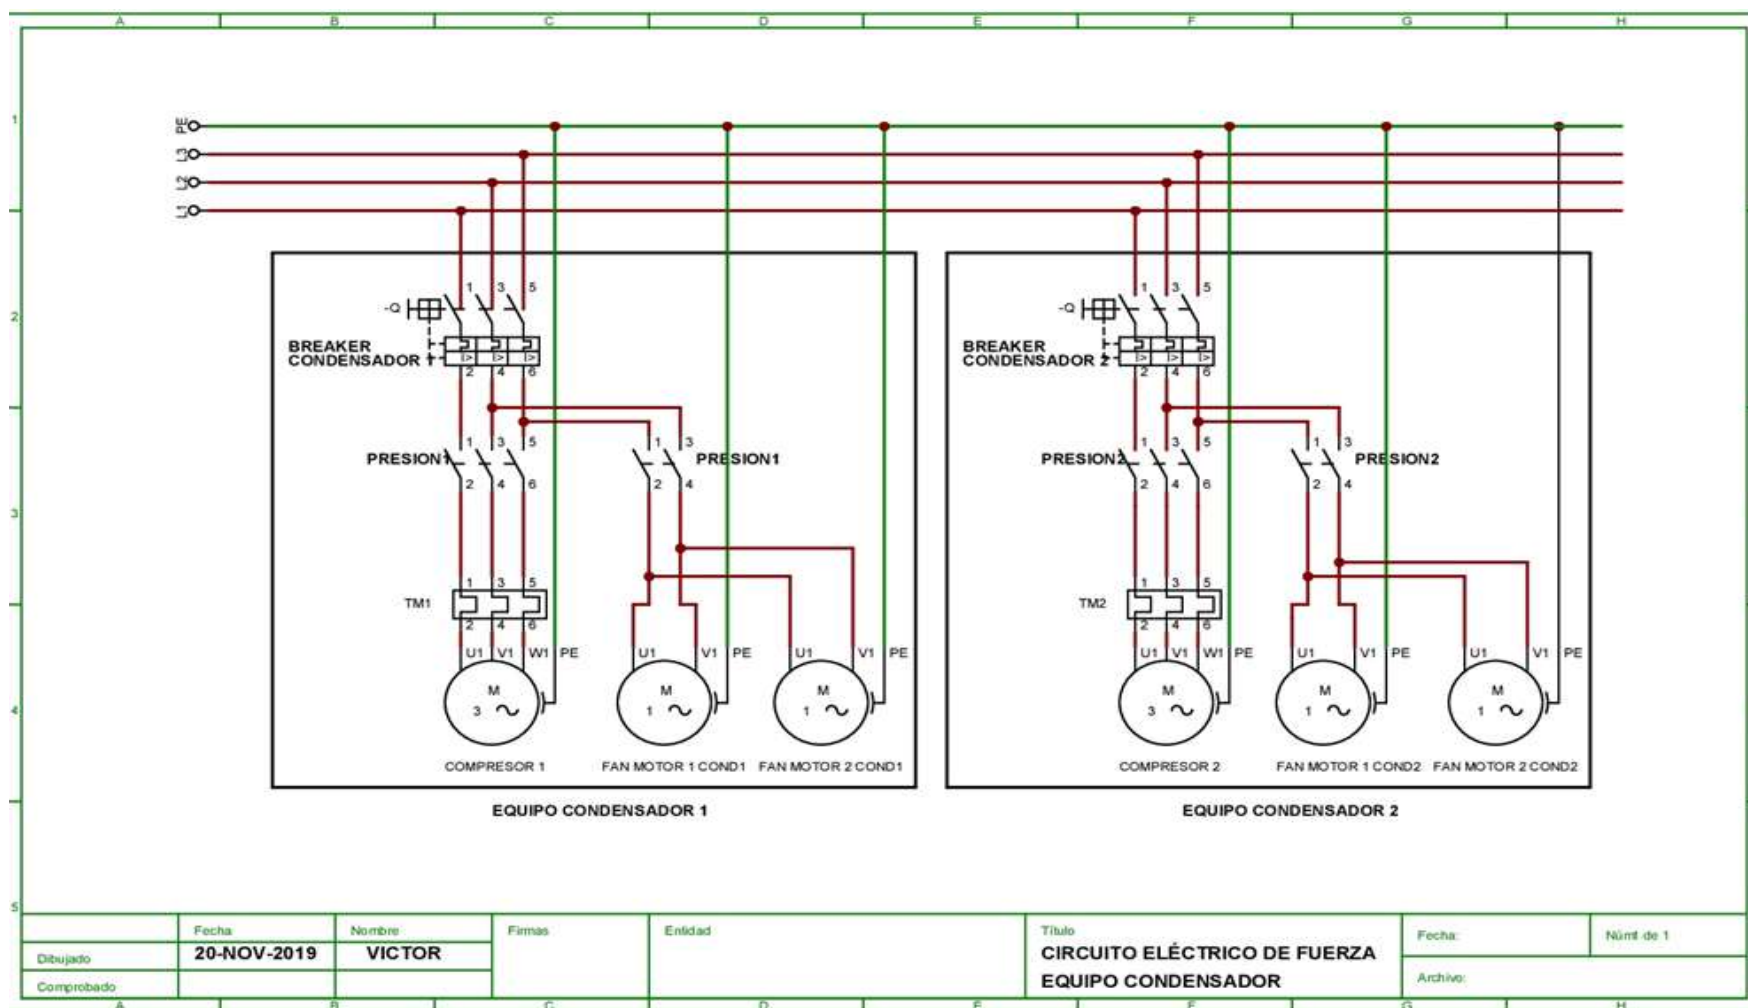 A B C D E F G H
1
PE
L3
L2
L1
2
1 3 5
-Q
BREAKER
CONDENSADOR 1
2 4 6
1 3 5
-Q
BREAKER
CONDENSADOR 2
2 4 6
1 3 5
PRESION1
2 4 6
1 3
PRESION1
2 4
1 3 5
PRESION2
2 4 6
1 3
PRESION2
2 4
3
1 3 5
TM1
2 4 6
1 3 5
TM2
2 4 6
U1 V1 W1 PE
U1 V1 PE
U1 V1 PE
U1 V1 W1 PE
U1 V1 PE
U1 V1 PE
4
M
3
M
1
M
1
M
3
M
1
M
1
COMPRESOR 1
FAN MOTOR 1 COND1
FAN MOTOR 2 COND1
COMPRESOR 2
FAN MOTOR 1 COND2
FAN MOTOR 2 COND2
EQUIPO CONDENSADOR 1
EQUIPO CONDENSADOR 2
5
Fecha
Nombre
Firmas
Entidad
Título
Fecha:
Núm: de 1
Dibujado
20-NOV-2019
VICTOR
CIRCUITO ELÉCTRICO DE FUERZA
EQUIPO CONDENSADOR
Archivo:
Comprobado
A B C D E F G H